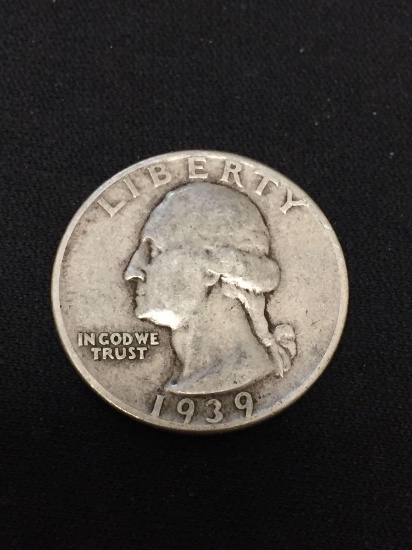 LIBERTY
IN GOD WE
TRUST
1939